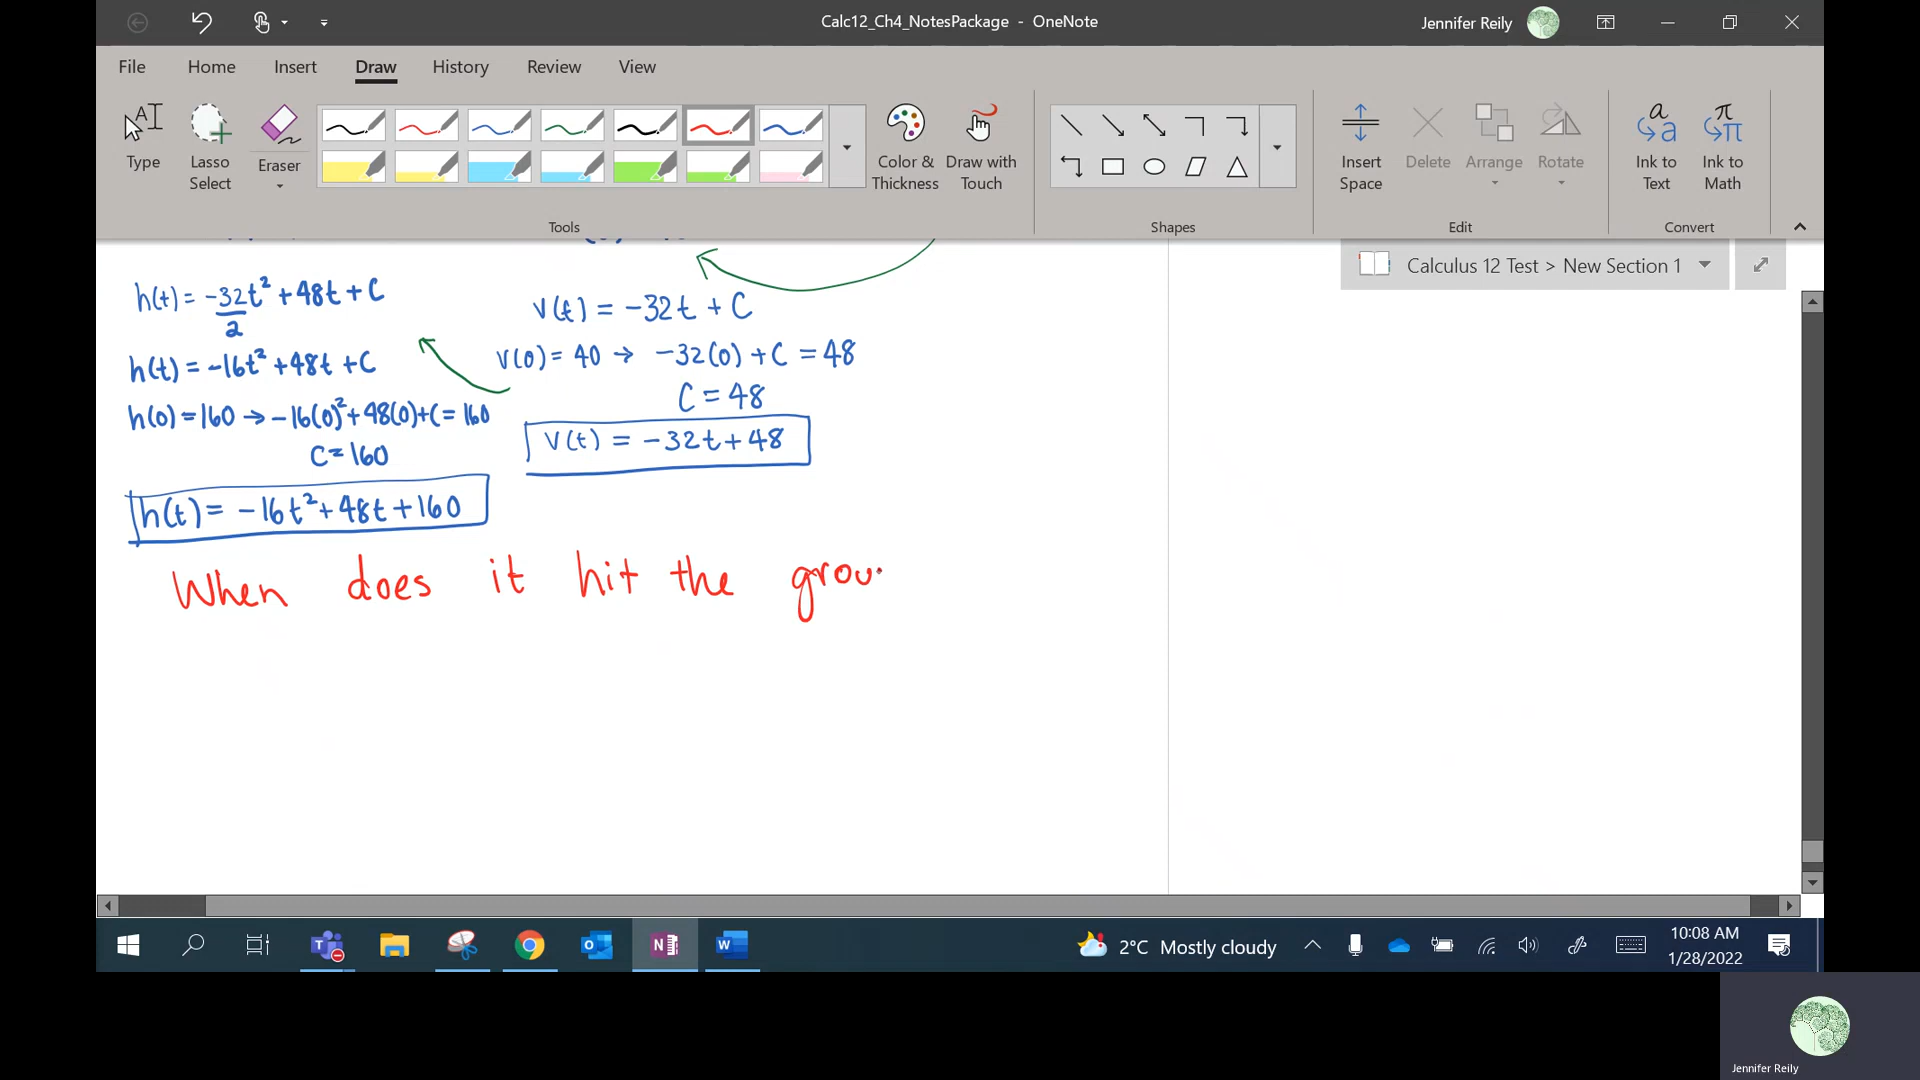 Calc12_Ch4_NotesPackage - OneNote
Jennifer Reily
File Home Insert Draw History Review View
Type
Lasso Select
Eraser
Color & Thickness
Draw with Touch
Insert Space
Delete
Arrange
Rotate
Ink to Text
Ink to Math
Tools
Shapes
Edit
Convert
Calculus 12 Test > New Section 1
h(t) = -32/2 t² + 48t + C
h(t) = -16t² + 48t + C
h(0) = 160 → -16(0)² + 48(0) + C = 160
C = 160
h(t) = -16t² + 48t + 160
v(t) = -32t + C
v(0) = 40 → -32(0) + C = 48
C = 48
v(t) = -32t + 48
When does it hit the grou
2°C Mostly cloudy
10:08 AM
1/28/2022
Jennifer Reily